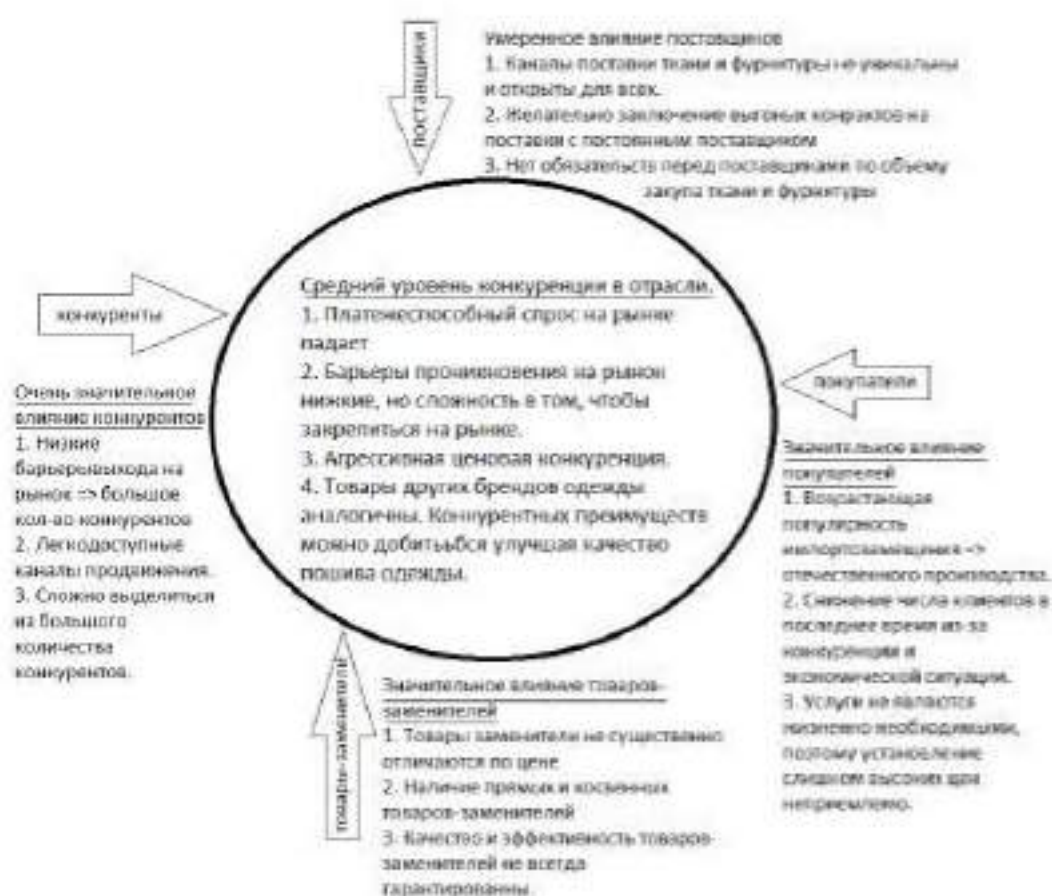 поставщики
Умеренное влияние поставщиков
1. Каналы поставки ткани и фурнитуры не уникальны
и открыты для всех.
2. Желательно заключение выгоных конрактов на
поставки с постоянным поставщиком
3. Нет обязательств перед поставщиками по объему
закупа ткани и фурнитуры
конкуренты
Очень значительное
влияние конкурентов
1. Низкие
барьерывыхода на
рынок => большое
кол-во конкурентов
2. Легкодоступные
каналы продвижения.
3. Сложно выделиться
из большого
количества
конкурентов.
Средний уровень конкуренции в отрасли.
1. Платежеспособный спрос на рынке
падает
2. Барьеры проникновения на рынок
нижкие, но сложность в том, чтобы
закрепиться на рынке.
3. Агрессивная ценовая конкуренция.
4. Товары других брендов одежды
аналогичны. Конкурентных преимуществ
можно добитьбся улучшая качество
пошива одежды.
покупатели
Значительное влияние
покупателей
1. Возрастающая
популярность
импортозамещения =>
отечественного производства.
2. Снижение числа клиентов в
последнее время из-за
конкуренции и
экономической ситуации.
3. Услуги не являются
жизненно необходимыми,
поэтому установление
слишком высоких цен
неприемлемо.
товары-заменители
Значительное влияние товаров-
заменителей
1. Товары заменители не существенно
отличаются по цене
2. Наличие прямых и косвенных
товаров-заменителей
3. Качество и эффективность товаров-
заменителей не всегда
гарантированны.